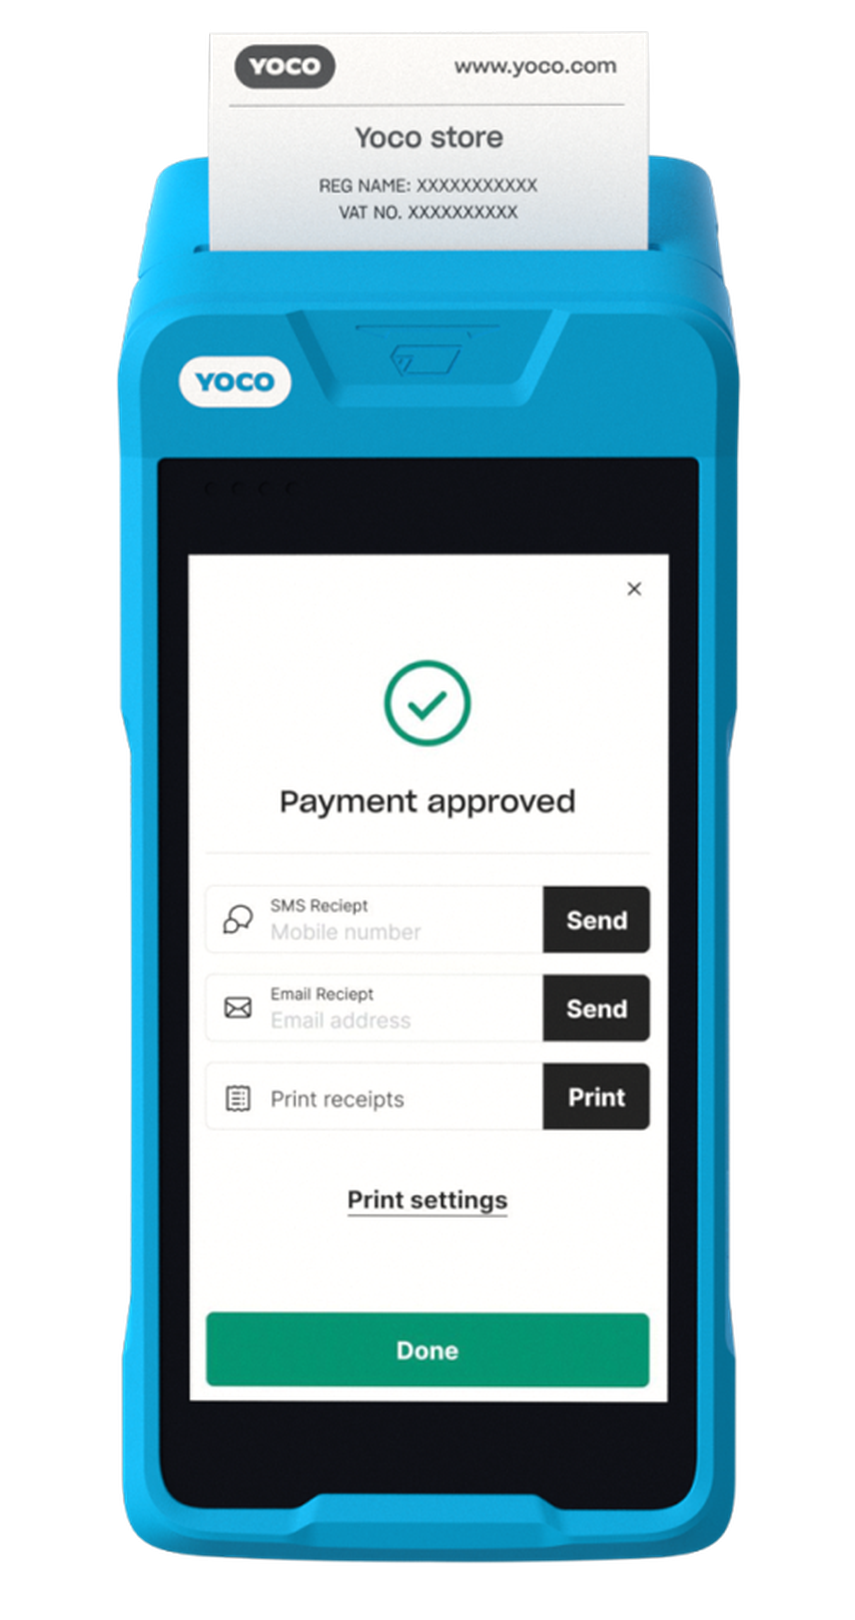 YOCO www.yoco.com
Yoco store
REG NAME: XXXXXXXXXXX
VAT NO. XXXXXXXXXX
YOCO
×
Payment approved
SMS Reciept
Mobile number
Send
Email Reciept
Email address
Send
Print receipts
Print
Print settings
Done